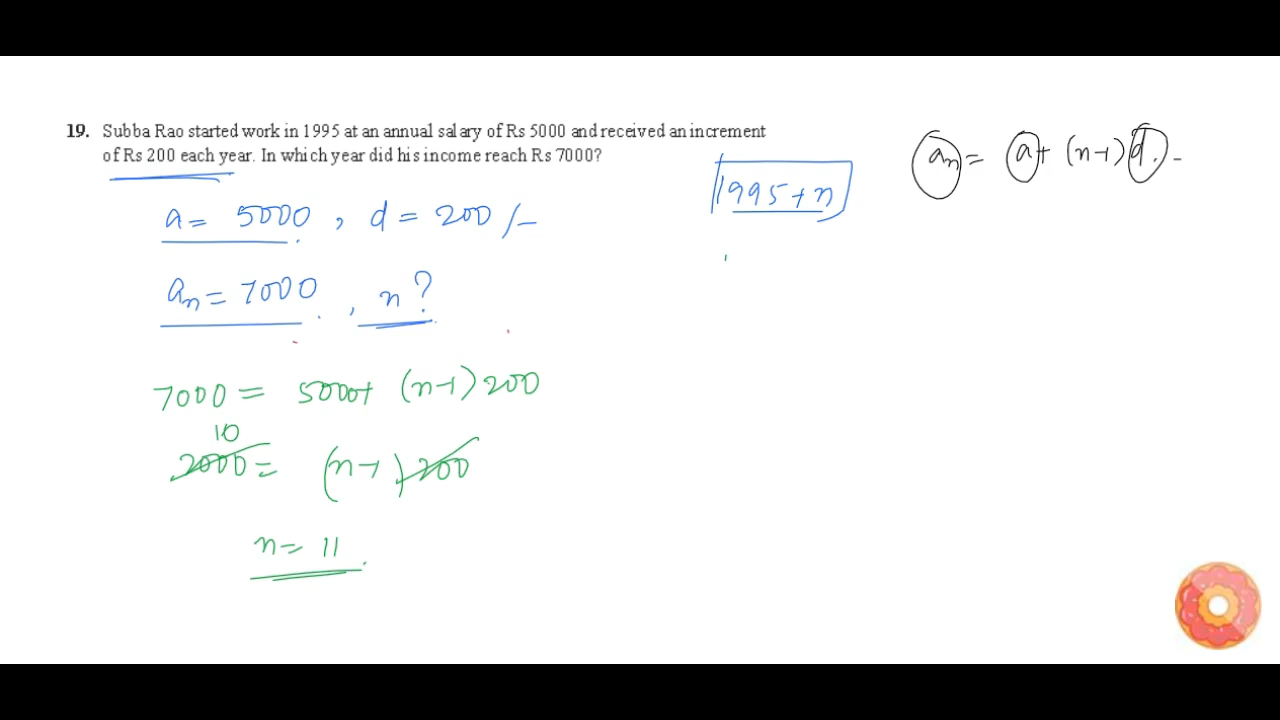 19. Subba Rao started work in 1995 at an annual salary of Rs 5000 and received an increment
of Rs 200 each year. In which year did his income reach Rs 7000?
aₙ = a + (n-1) d. -
1995 + n
a = 5000 , d = 200 /-
aₙ = 7000 , n ?
7000 = 5000 + (n-1) 200
10
2000 = (n-1) 200
n = 11